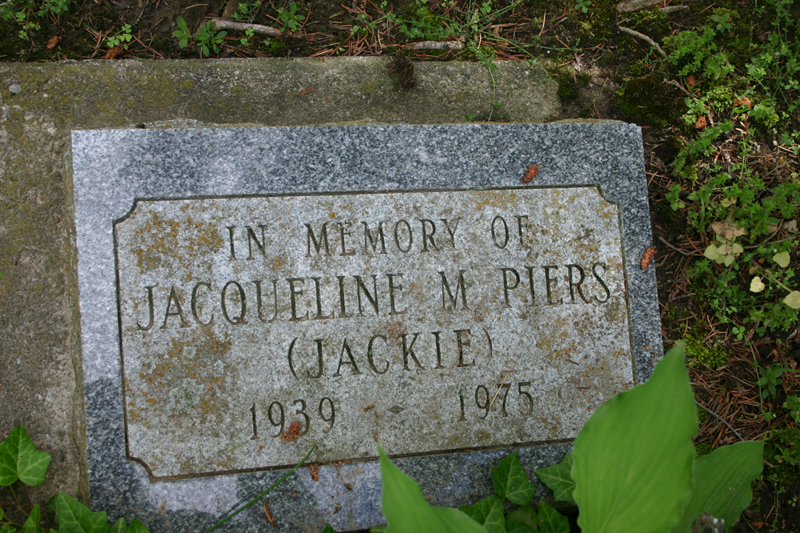 IN MEMORY OF
JACQUELINE M PIERS
(JACKIE)
1939 1975